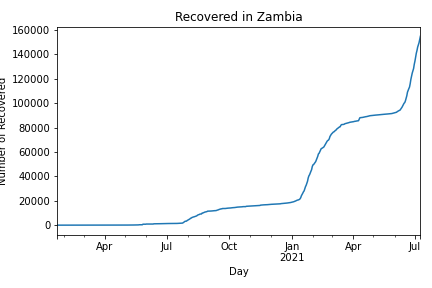 Recovered in Zambia
160000
140000
120000
100000
80000
60000
40000
20000
0
Number of Recovered
Apr
Jul
Oct
Jan
2021
Apr
Jul
Day